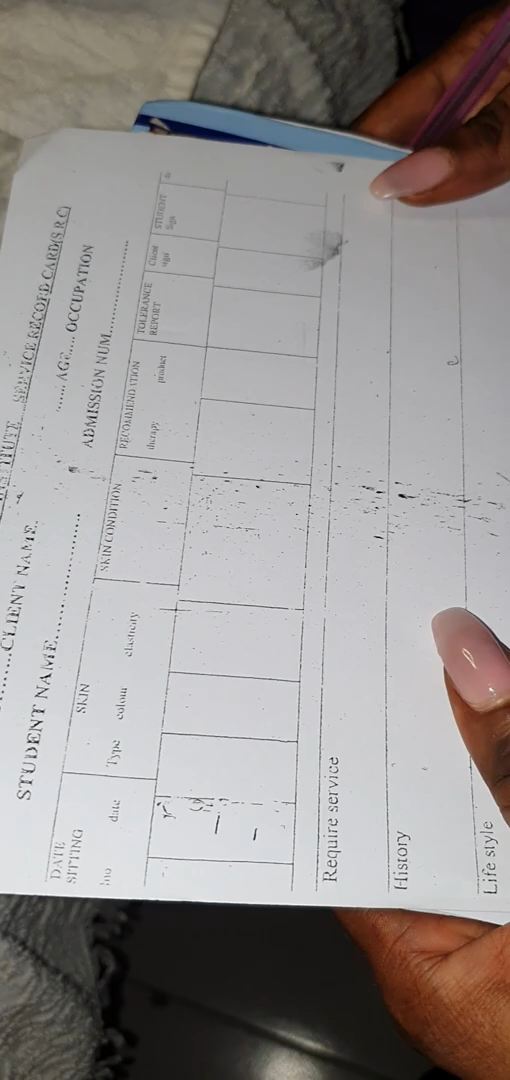 SERVICE RECORD CARD(S R C)
CLIENT NAME. ...... AGE..... OCCUPATION
STUDENT NAME........................ ADMISSION NUM....................
DATE SITTING SKIN SKIN CONDITION RECOMMENDATION TOLERANCE REPORT Client sign STUDENT Sign
no date Type colour elasticity therapy product
Require service
History
Life style